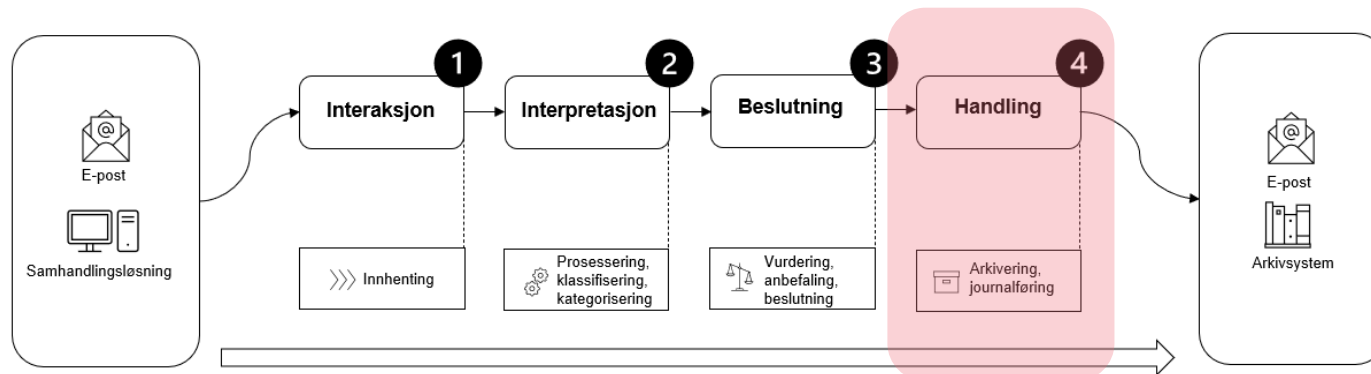 E-post
Samhandlingsløsning
1
Interaksjon
Innhenting
2
Interpretasjon
Prosessering,
klassifisering,
kategorisering
3
Beslutning
Vurdering,
anbefaling,
beslutning
4
Handling
Arkivering,
journalføring
E-post
Arkivsystem